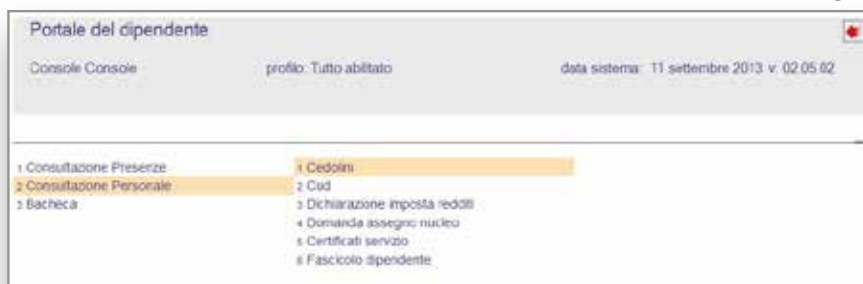 Portale del dipendente
Console Console profilo: Tutto abilitato data sistema: 11 settembre 2013 v: 02.05.02
1 Consultazione Presenze 1 Cedolini
2 Consultazione Personale 2 Cud
3 Bacheca 3 Dichiarazione imposta redditi
4 Domanda assegno nucleo
5 Certificati servizio
6 Fascicolo dipendente